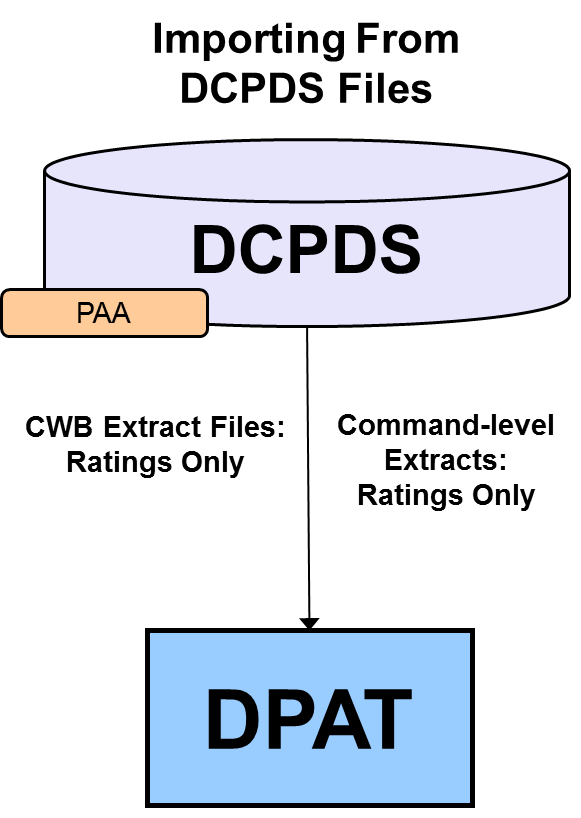 Importing From
DCPDS Files
DCPDS
PAA
CWB Extract Files:
Ratings Only
Command-level
Extracts:
Ratings Only
DPAT